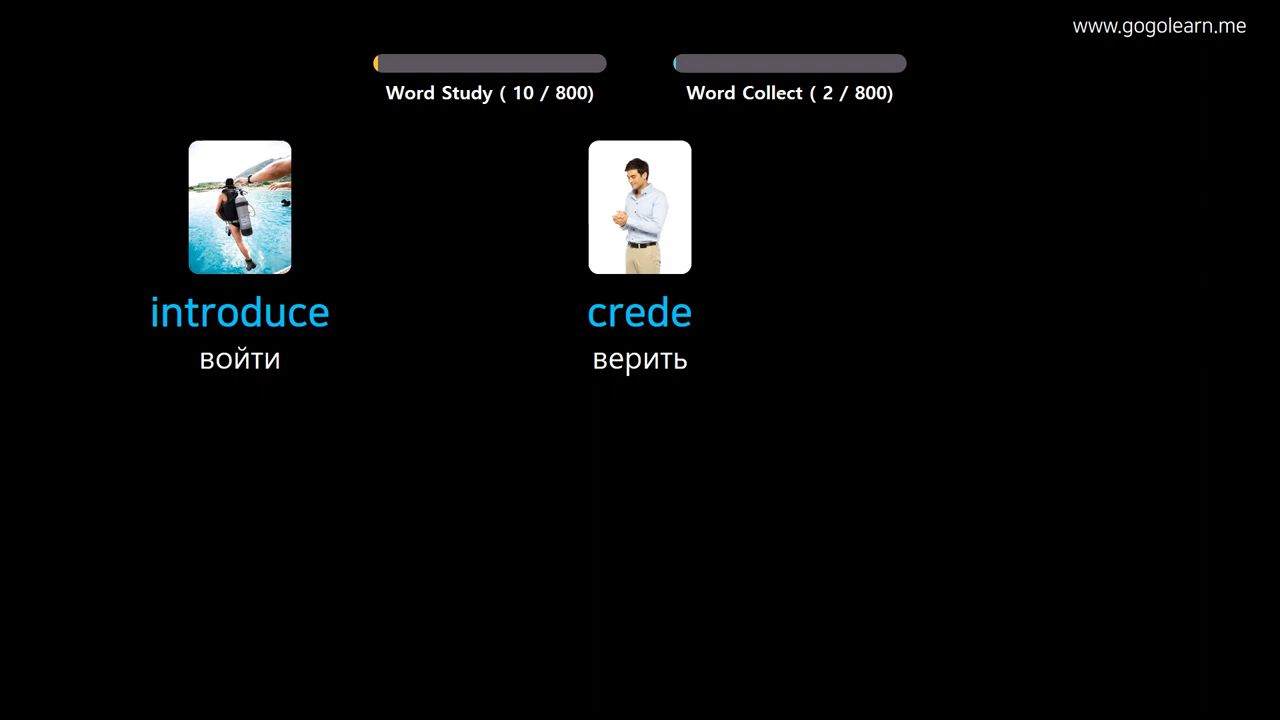 www.gogolearn.me
Word Study ( 10 / 800)
Word Collect ( 2 / 800)
introduce
crede
войти
верить